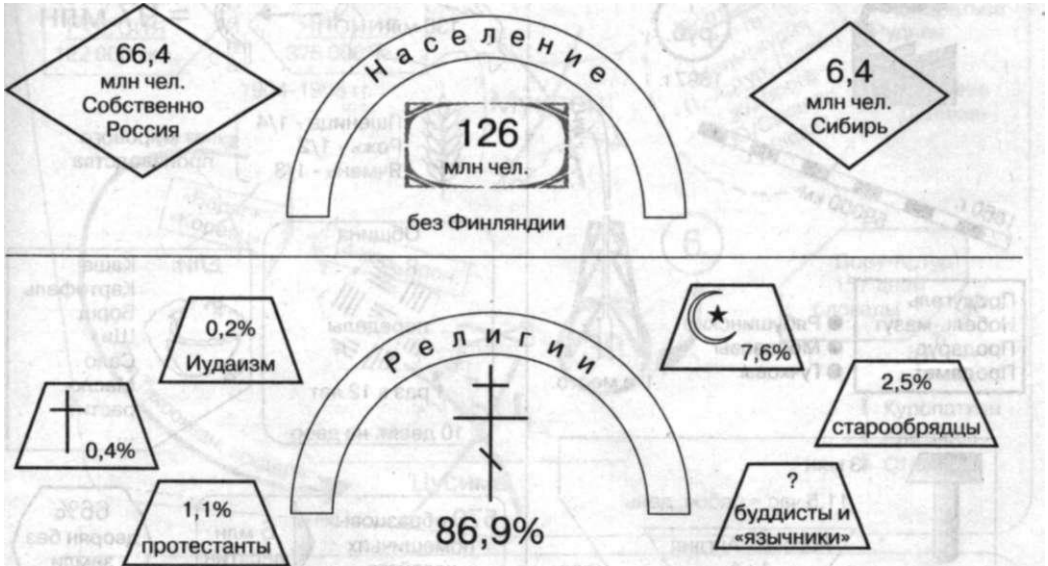 66,4
млн чел.
Собственно
Россия
Население
126
млн чел.
без Финляндии
6,4
млн чел.
Сибирь
0,2%
Иудаизм
Религии
7,6%
0,4%
2,5%
старообрядцы
1,1%
протестанты
86,9%
?
буддисты и
«язычники»